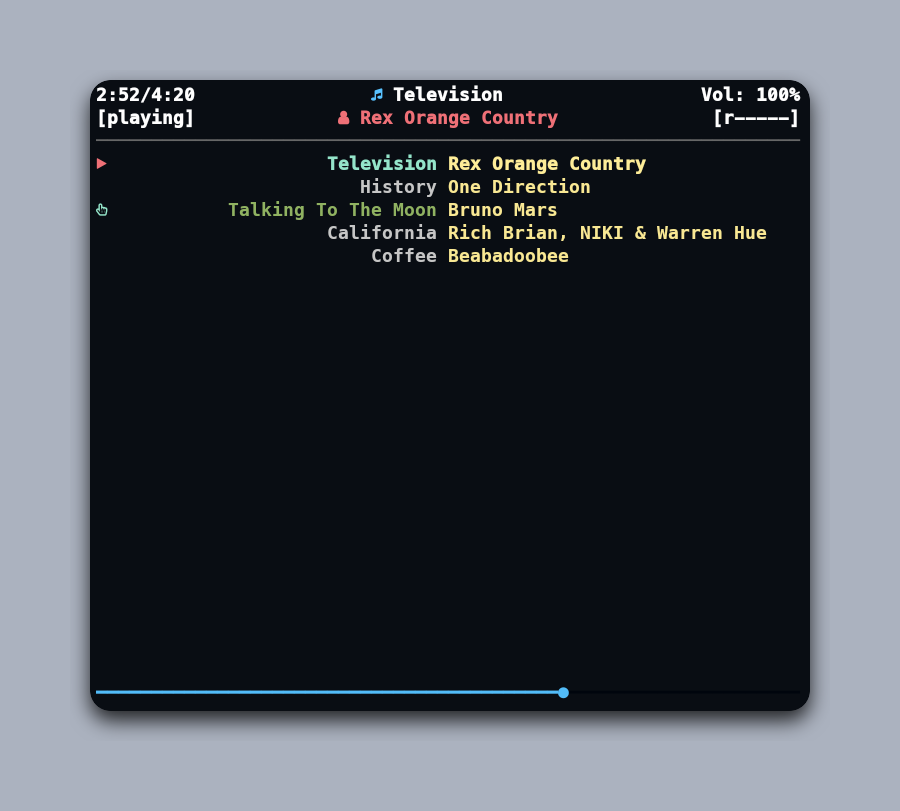 2:52/4:20 Television Vol: 100%
[playing] Rex Orange Country [r-----]
Television Rex Orange Country
History One Direction
Talking To The Moon Bruno Mars
California Rich Brian, NIKI & Warren Hue
Coffee Beabadoobee